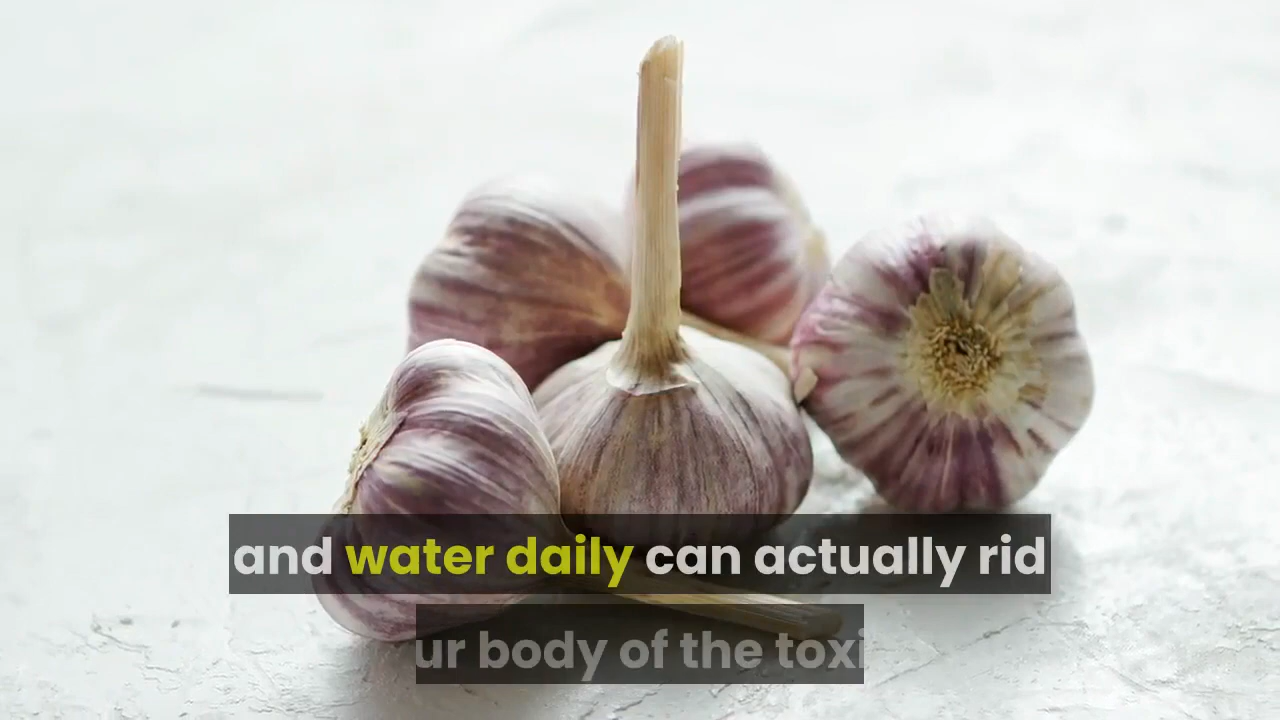 and water daily can actually rid
ur body of the toxi